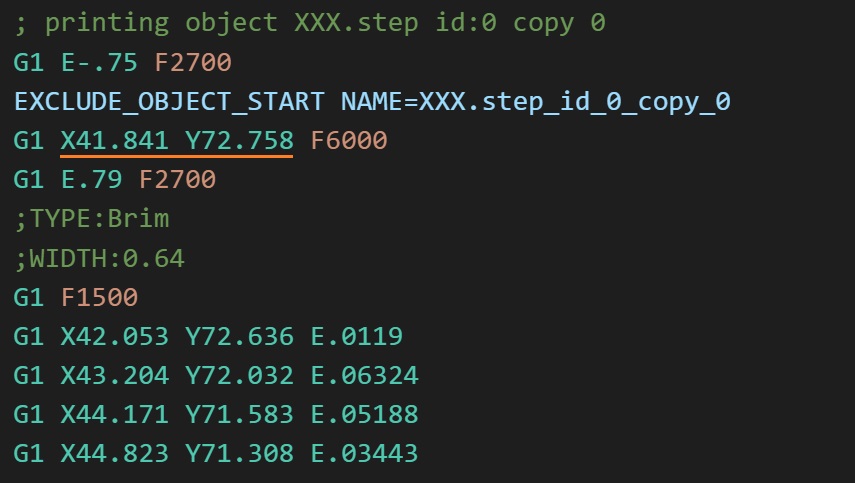 ; printing object XXX.step id:0 copy 0
G1 E-.75 F2700
EXCLUDE_OBJECT_START NAME=XXX.step_id_0_copy_0
G1 X41.841 Y72.758 F6000
G1 E.79 F2700
;TYPE:Brim
;WIDTH:0.64
G1 F1500
G1 X42.053 Y72.636 E.0119
G1 X43.204 Y72.032 E.06324
G1 X44.171 Y71.583 E.05188
G1 X44.823 Y71.308 E.03443